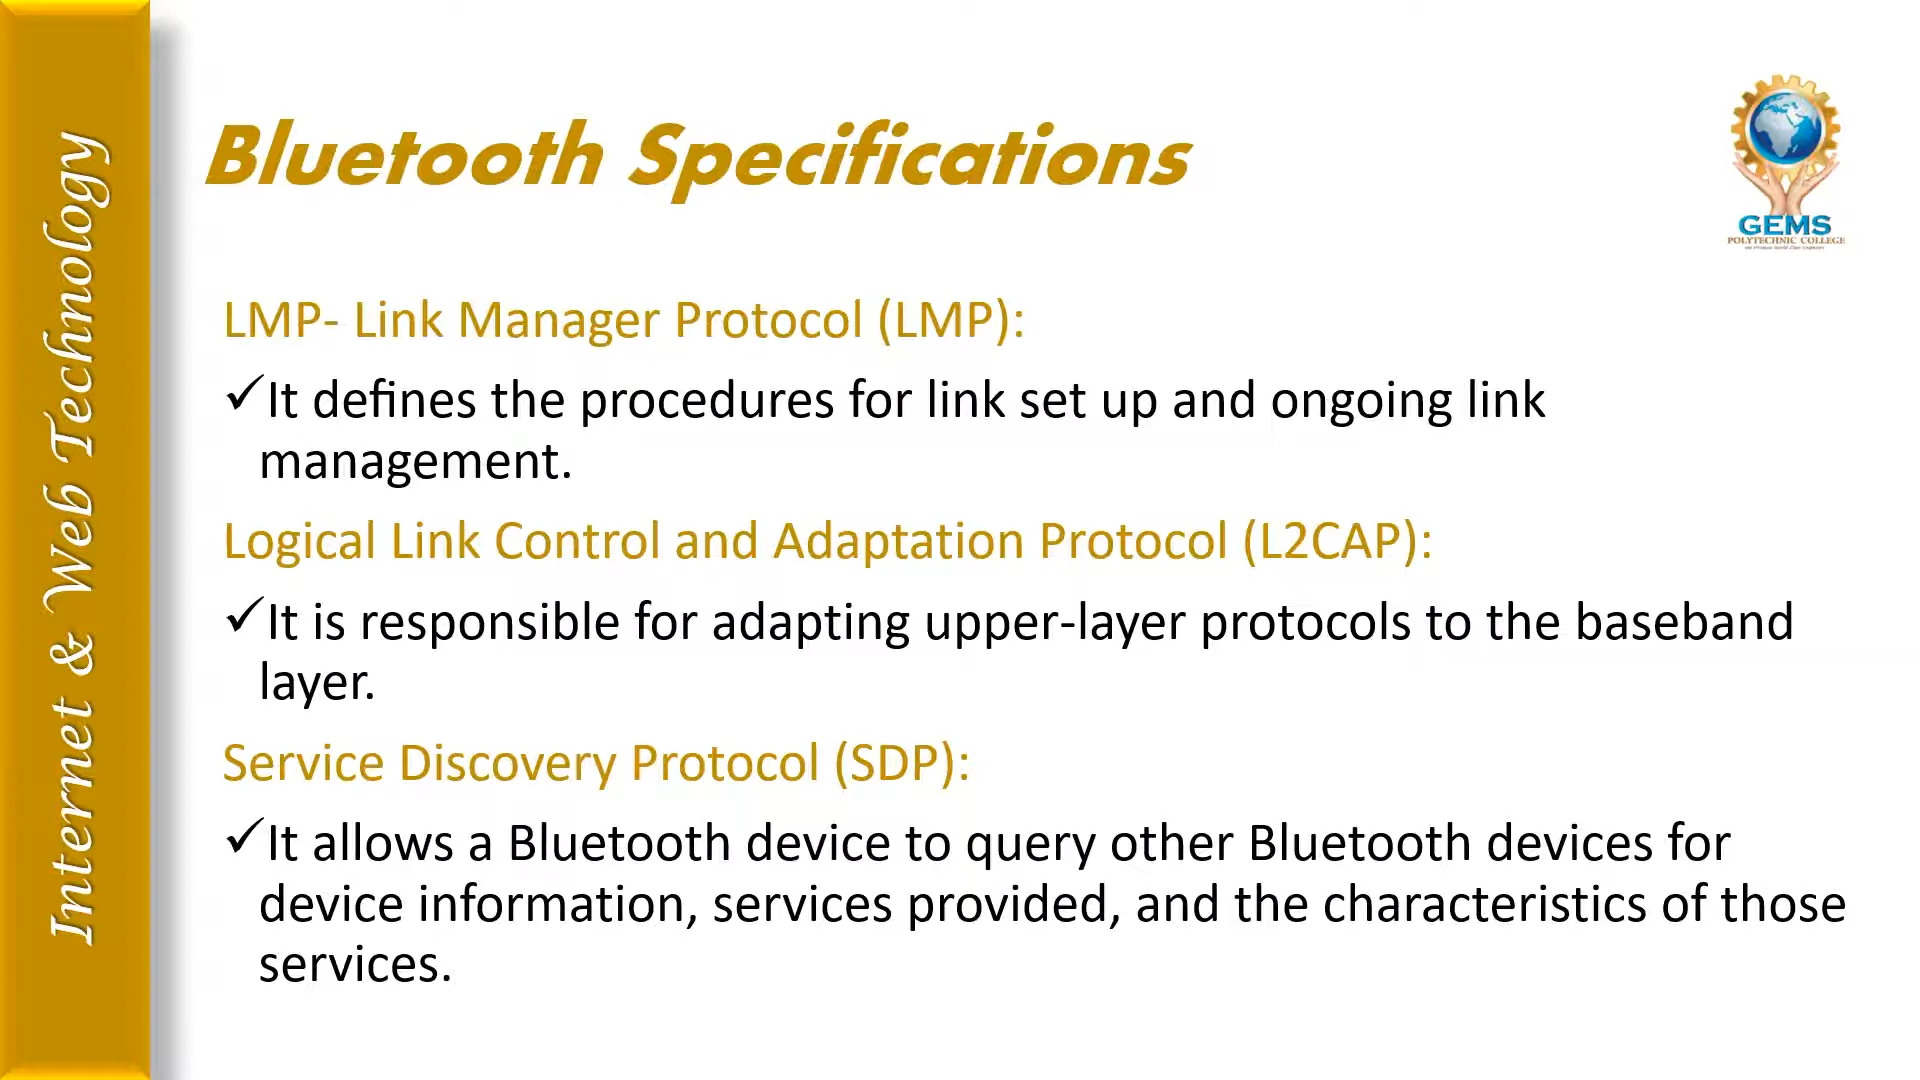 Internet & Web Technology
Bluetooth Specifications
GEMS
POLYTECHNIC COLLEGE
LMP- Link Manager Protocol (LMP):
✓It defines the procedures for link set up and ongoing link
management.
Logical Link Control and Adaptation Protocol (L2CAP):
✓It is responsible for adapting upper-layer protocols to the baseband
layer.
Service Discovery Protocol (SDP):
✓It allows a Bluetooth device to query other Bluetooth devices for
device information, services provided, and the characteristics of those
services.